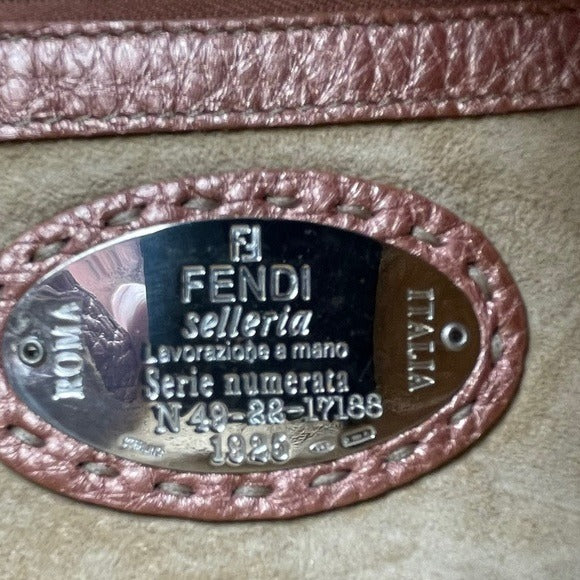 FENDI
selleria
Lavorazione a mano
Serie numerata
N 49-22-17188
1925
ROMA
ITALIA